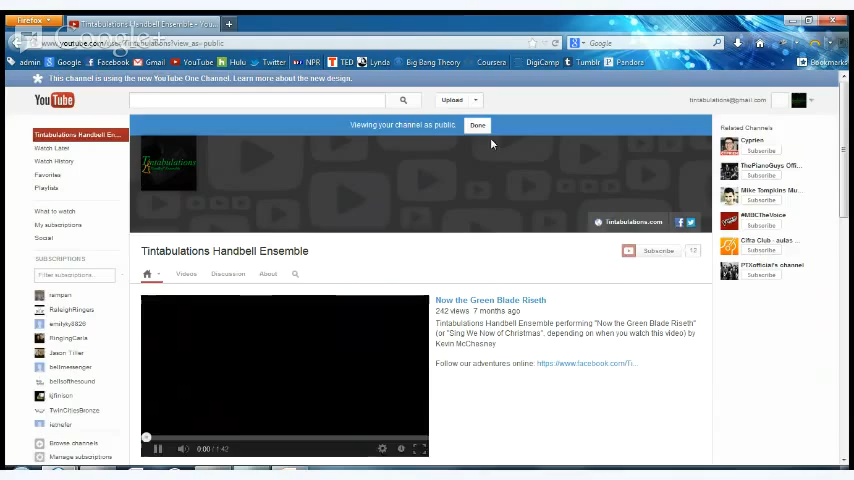 Firefox
Tintabulations Handbell Ensemble - You...
Google+
www.youtube.com/user/tintabulations?view_as=public
Google
admin Google Facebook Gmail YouTube Hulu Twitter NPR TED Lynda Big Bang Theory Coursera DigiCamp Tumblr Pandora Bookmarks
This channel is using the new YouTube One Channel. Learn more about the new design.
YouTube
Upload
tintabulations@gmail.com
Viewing your channel as public.
Done
Tintabulations Handbell En...
Watch Later
Watch History
Favorites
Playlists
What to watch
My subscriptions
Social
SUBSCRIPTIONS
Filter subscriptions...
rampan
RaleighRingers
emilyky8826
RingingCarla
Jason Tiller
bellmessenger
bellsofthesound
kjfinison
TwinCitiesBronze
Browse channels
Manage subscriptions
Tintabulations
Tintabulations.com
Tintabulations Handbell Ensemble
Subscribe
12
Videos Discussion About
Now the Green Blade Riseth
242 views 7 months ago
Tintabulations Handbell Ensemble performing "Now the Green Blade Riseth"
(or "Sing We Now of Christmas", depending on when you watch this video) by
Kevin McChesney
Follow our adventures online: https://www.facebook.com/Ti...
0:00 / 1:42
Related Channels
Cyprien
Subscribe
ThePianoGuys Offi...
Subscribe
Mike Tompkins Mu...
Subscribe
#MBCTheVoice
Subscribe
Cifra Club - aulas ...
Subscribe
PTXofficial's channel
Subscribe